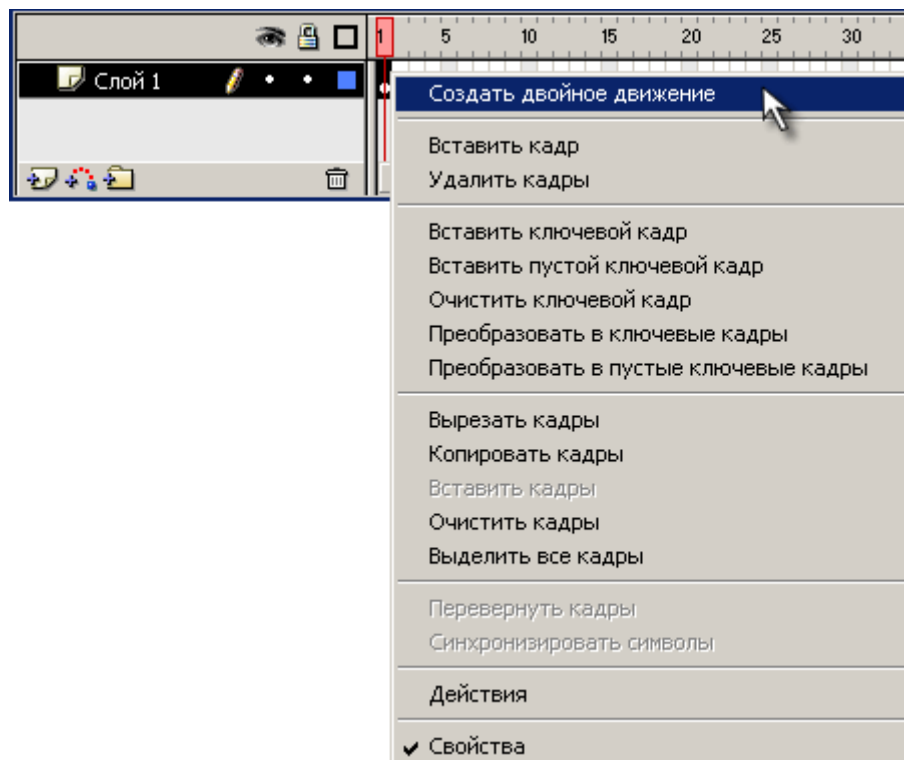 1 5 10 15 20 25 30
Слой 1
Создать двойное движение
Вставить кадр
Удалить кадры
Вставить ключевой кадр
Вставить пустой ключевой кадр
Очистить ключевой кадр
Преобразовать в ключевые кадры
Преобразовать в пустые ключевые кадры
Вырезать кадры
Копировать кадры
Вставить кадры
Очистить кадры
Выделить все кадры
Перевернуть кадры
Синхронизировать символы
Действия
Свойства